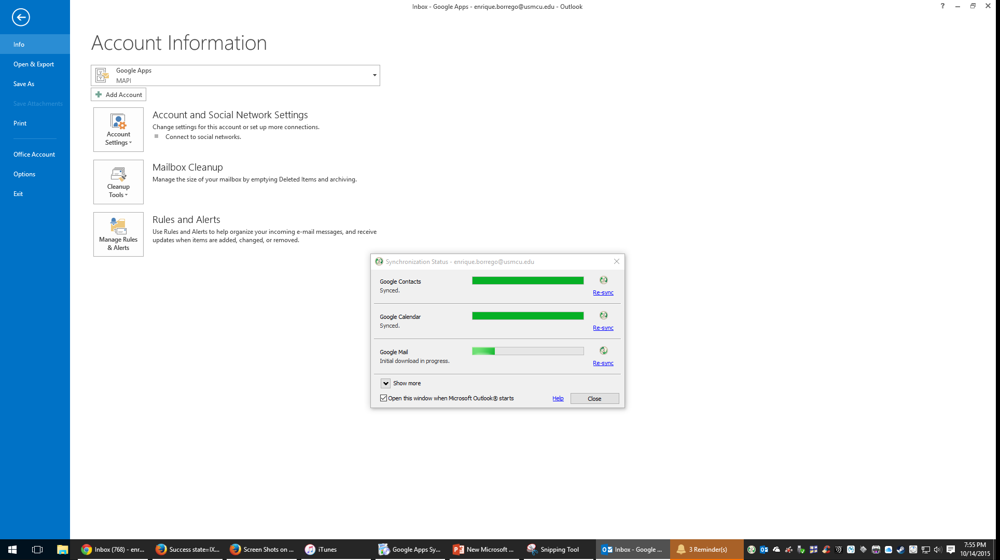 Inbox - Google Apps - enrique.borrego@usmcu.edu - Outlook
?
Info
Open & Export
Save As
Save Attachments
Print
Office Account
Options
Exit
Account Information
Google Apps
MAPI
Add Account
Account
Settings
Account and Social Network Settings
Change settings for this account or set up more connections.
Connect to social networks.
Cleanup
Tools
Mailbox Cleanup
Manage the size of your mailbox by emptying Deleted Items and archiving.
Manage Rules
& Alerts
Rules and Alerts
Use Rules and Alerts to help organize your incoming e-mail messages, and receive
updates when items are added, changed, or removed.
Synchronization Status - enrique.borrego@usmcu.edu
Google Contacts
Synced.
Re-sync
Google Calendar
Synced.
Re-sync
Google Mail
Initial download in progress.
Re-sync
Show more
Open this window when Microsoft Outlook® starts
Help
Close
Inbox (768) - enr...
Success state=IX...
Screen Shots on ...
iTunes
Google Apps Sy...
New Microsoft ...
Snipping Tool
Inbox - Google ...
3 Reminder(s)
7:55 PM
10/14/2015